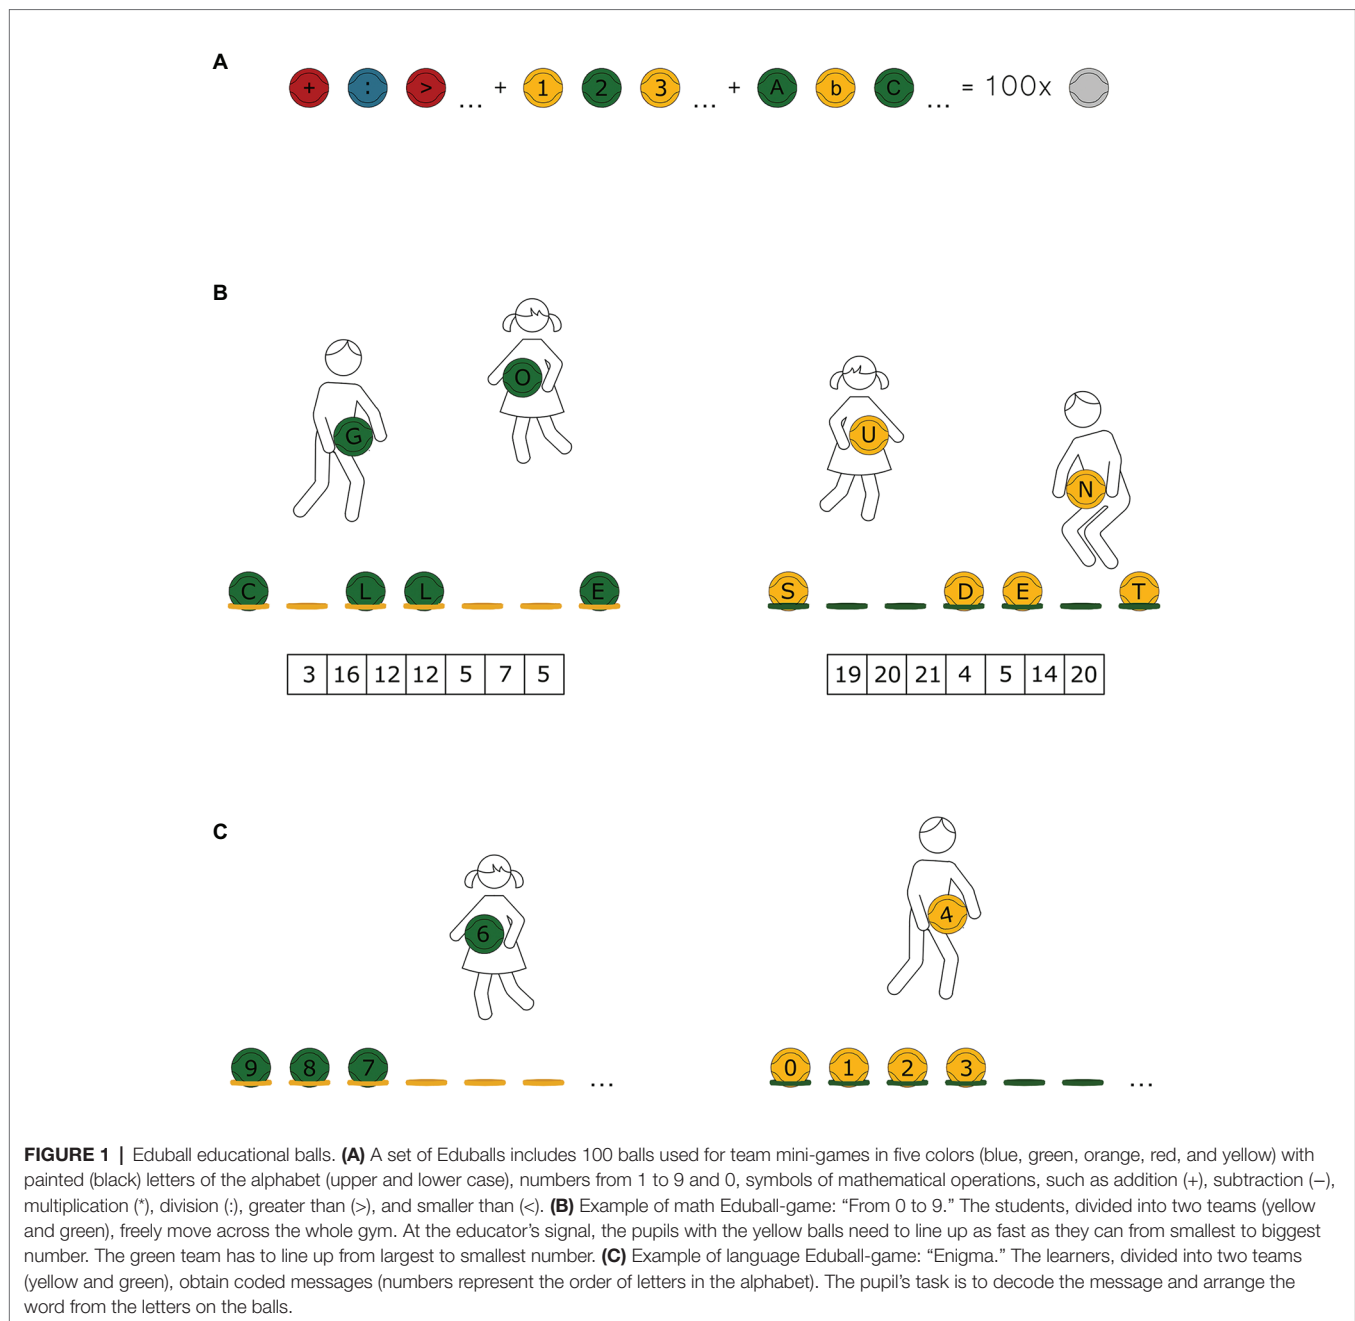 A
+ : > ... + 1 2 3 ... + A b C ... = 100x
B
G O U N
C L L E S D E T
3 16 12 12 5 7 5 19 20 21 4 5 14 20
C
6 4
9 8 7 ... 0 1 2 3 ...
FIGURE 1 | Eduball educational balls. (A) A set of Eduballs includes 100 balls used for team mini-games in five colors (blue, green, orange, red, and yellow) with
painted (black) letters of the alphabet (upper and lower case), numbers from 1 to 9 and 0, symbols of mathematical operations, such as addition (+), subtraction (−),
multiplication (*), division (:), greater than (>), and smaller than (<). (B) Example of math Eduball-game: “From 0 to 9.” The students, divided into two teams (yellow
and green), freely move across the whole gym. At the educator’s signal, the pupils with the yellow balls need to line up as fast as they can from smallest to biggest
number. The green team has to line up from largest to smallest number. (C) Example of language Eduball-game: “Enigma.” The learners, divided into two teams
(yellow and green), obtain coded messages (numbers represent the order of letters in the alphabet). The pupil’s task is to decode the message and arrange the
word from the letters on the balls.